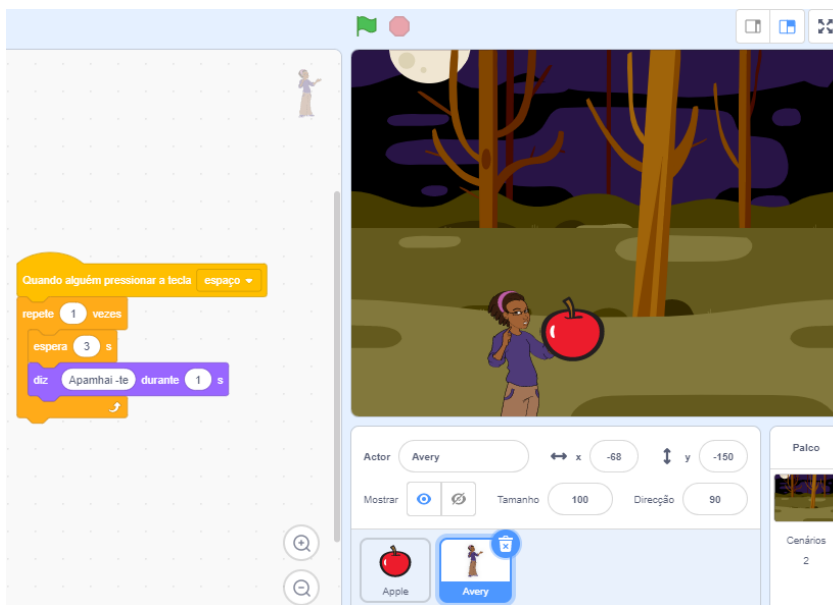 Quando alguém pressionar a tecla espaço
repete 1 vezes
espera 3 s
diz Apamhai -te durante 1 s
Actor Avery x -68 y -150
Mostrar Tamanho 100 Direcção 90
Apple
Avery
Palco
Cenários
2